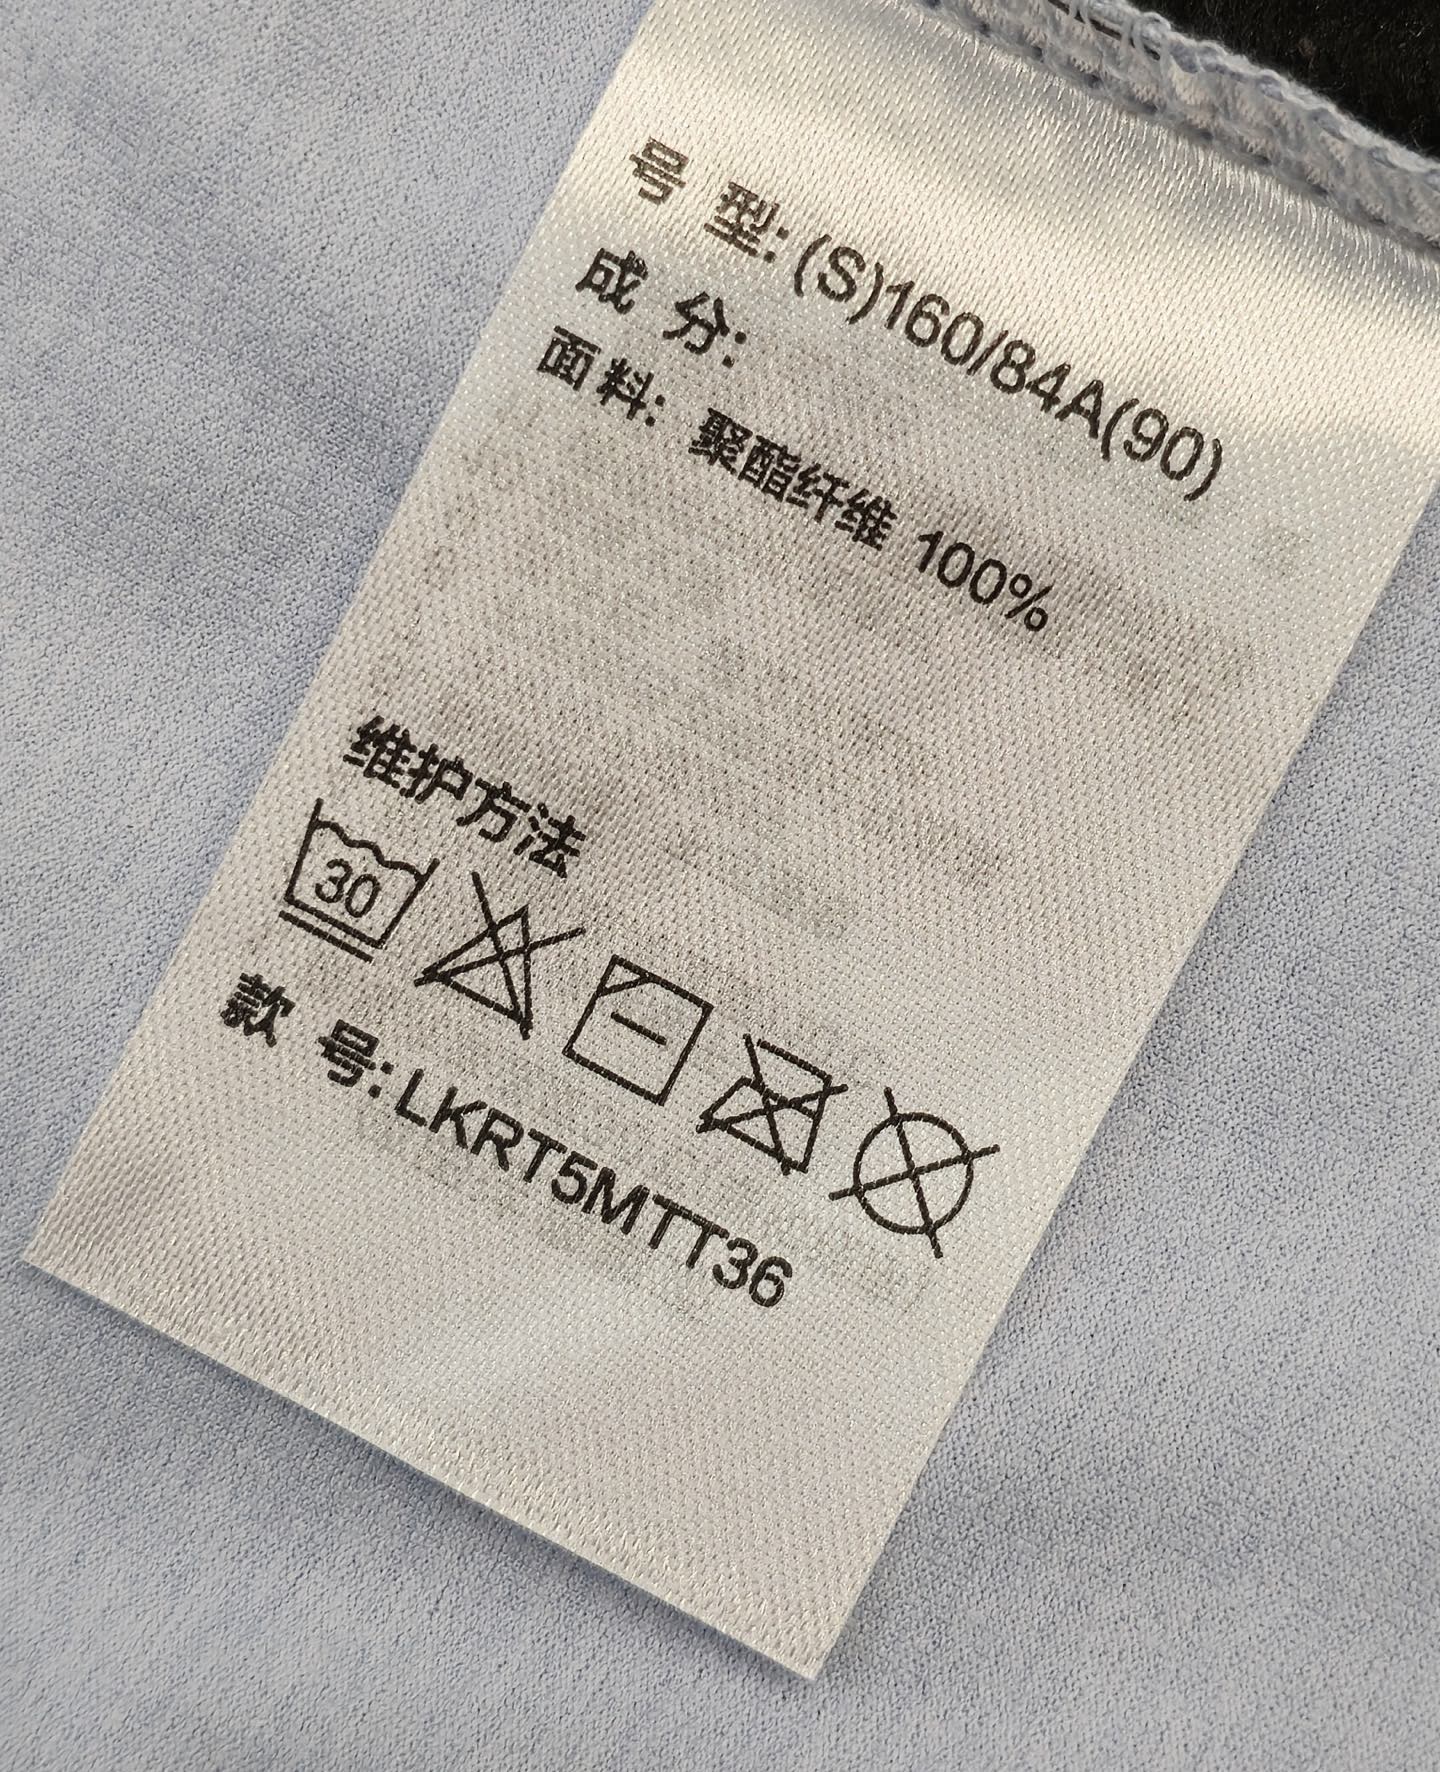 号 型: (S)160/84A(90)
成 分:
面料: 聚酯纤维 100%
维护方法
30
款 号: LKRT5MTT36